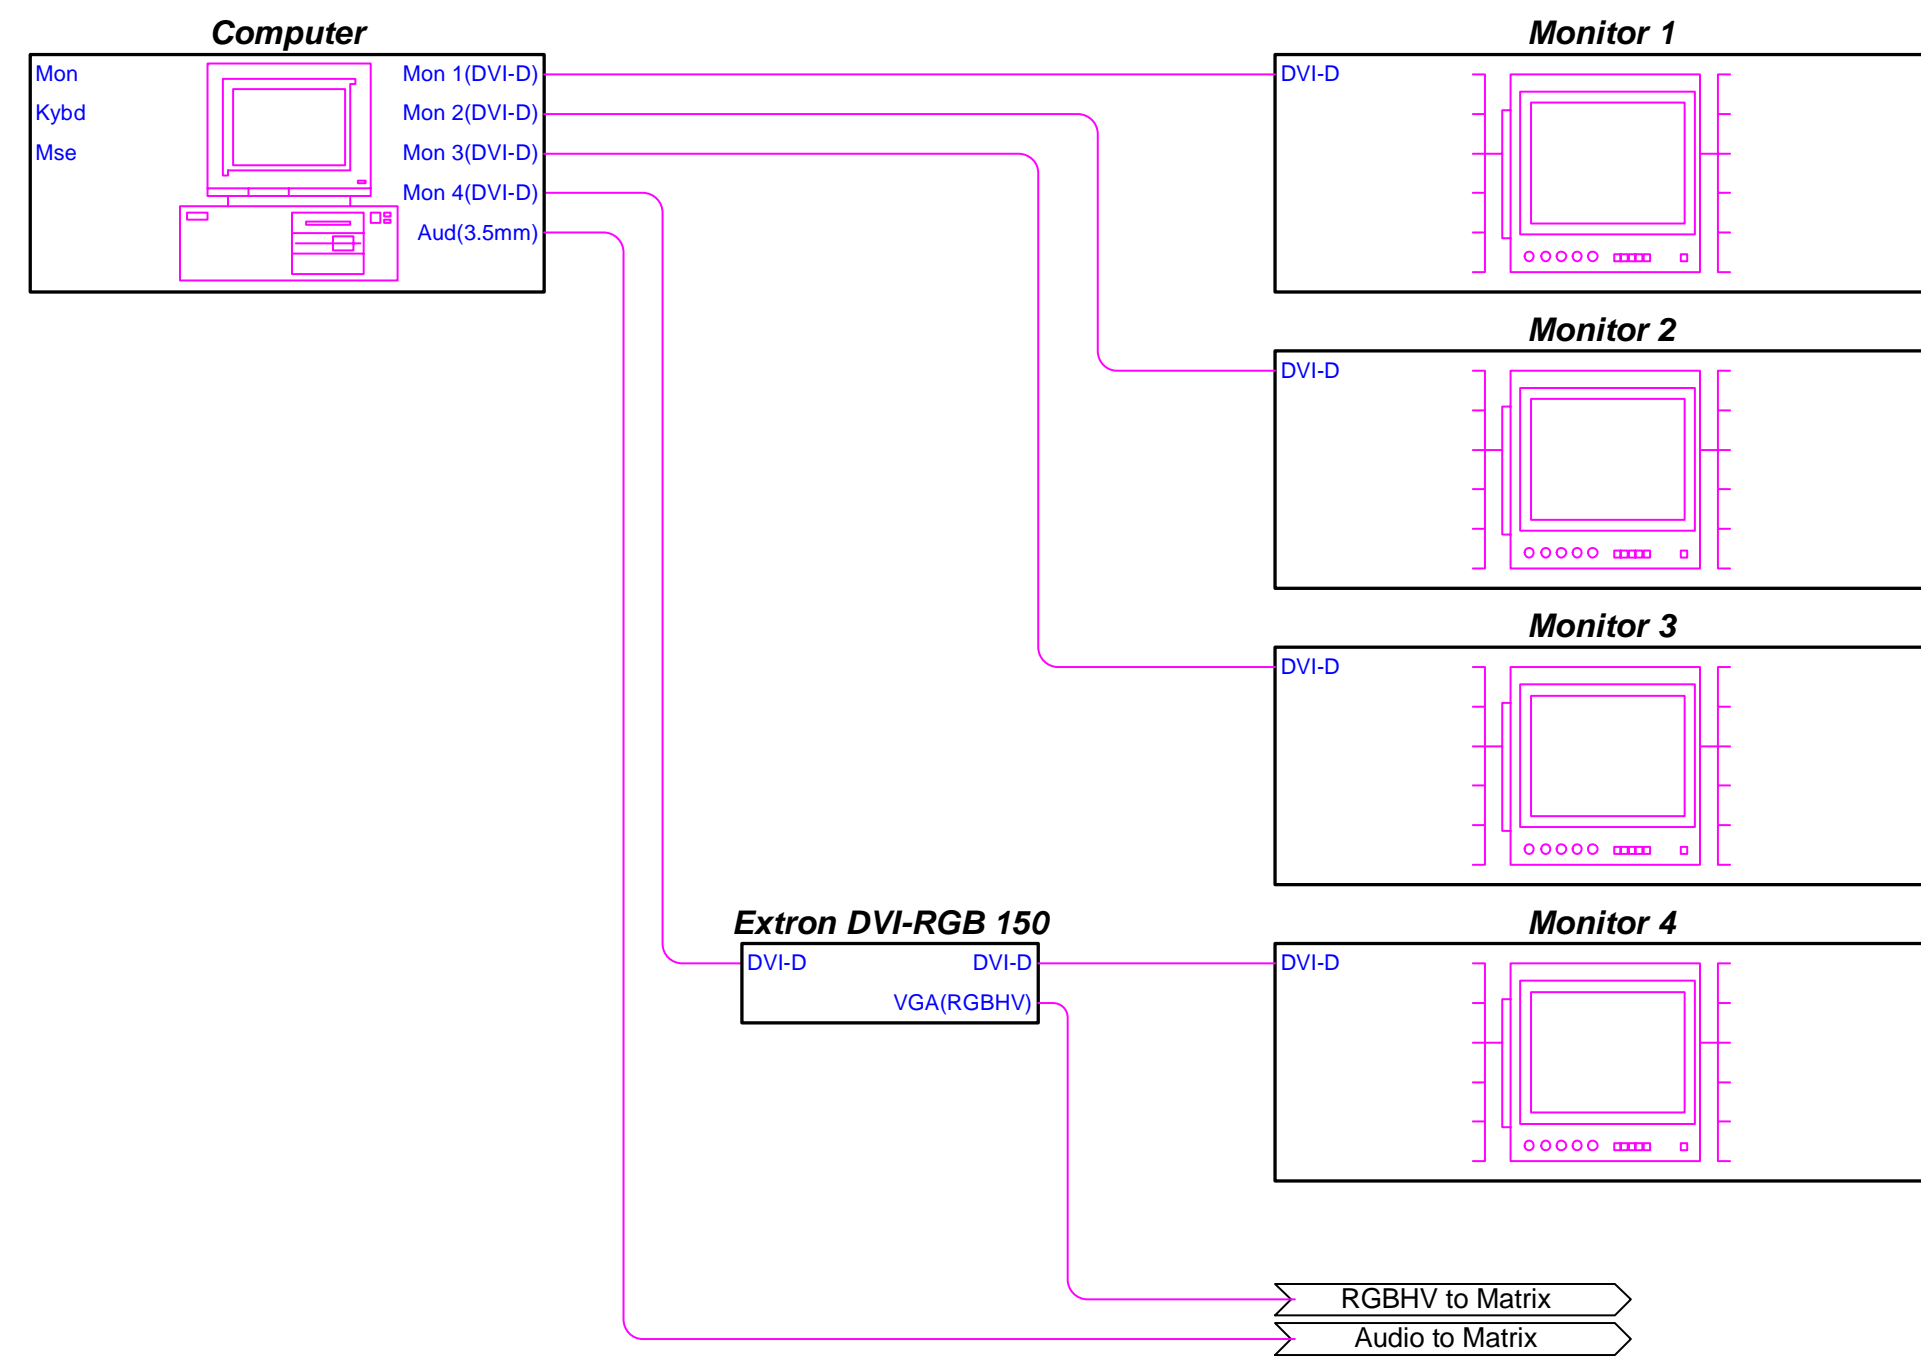 Computer
Mon
Kybd
Mse
Mon 1(DVI-D)
Mon 2(DVI-D)
Mon 3(DVI-D)
Mon 4(DVI-D)
Aud(3.5mm)
Monitor 1
DVI-D
Monitor 2
DVI-D
Monitor 3
DVI-D
Extron DVI-RGB 150
DVI-D
DVI-D
VGA(RGBHV)
Monitor 4
DVI-D
RGBHV to Matrix
Audio to Matrix